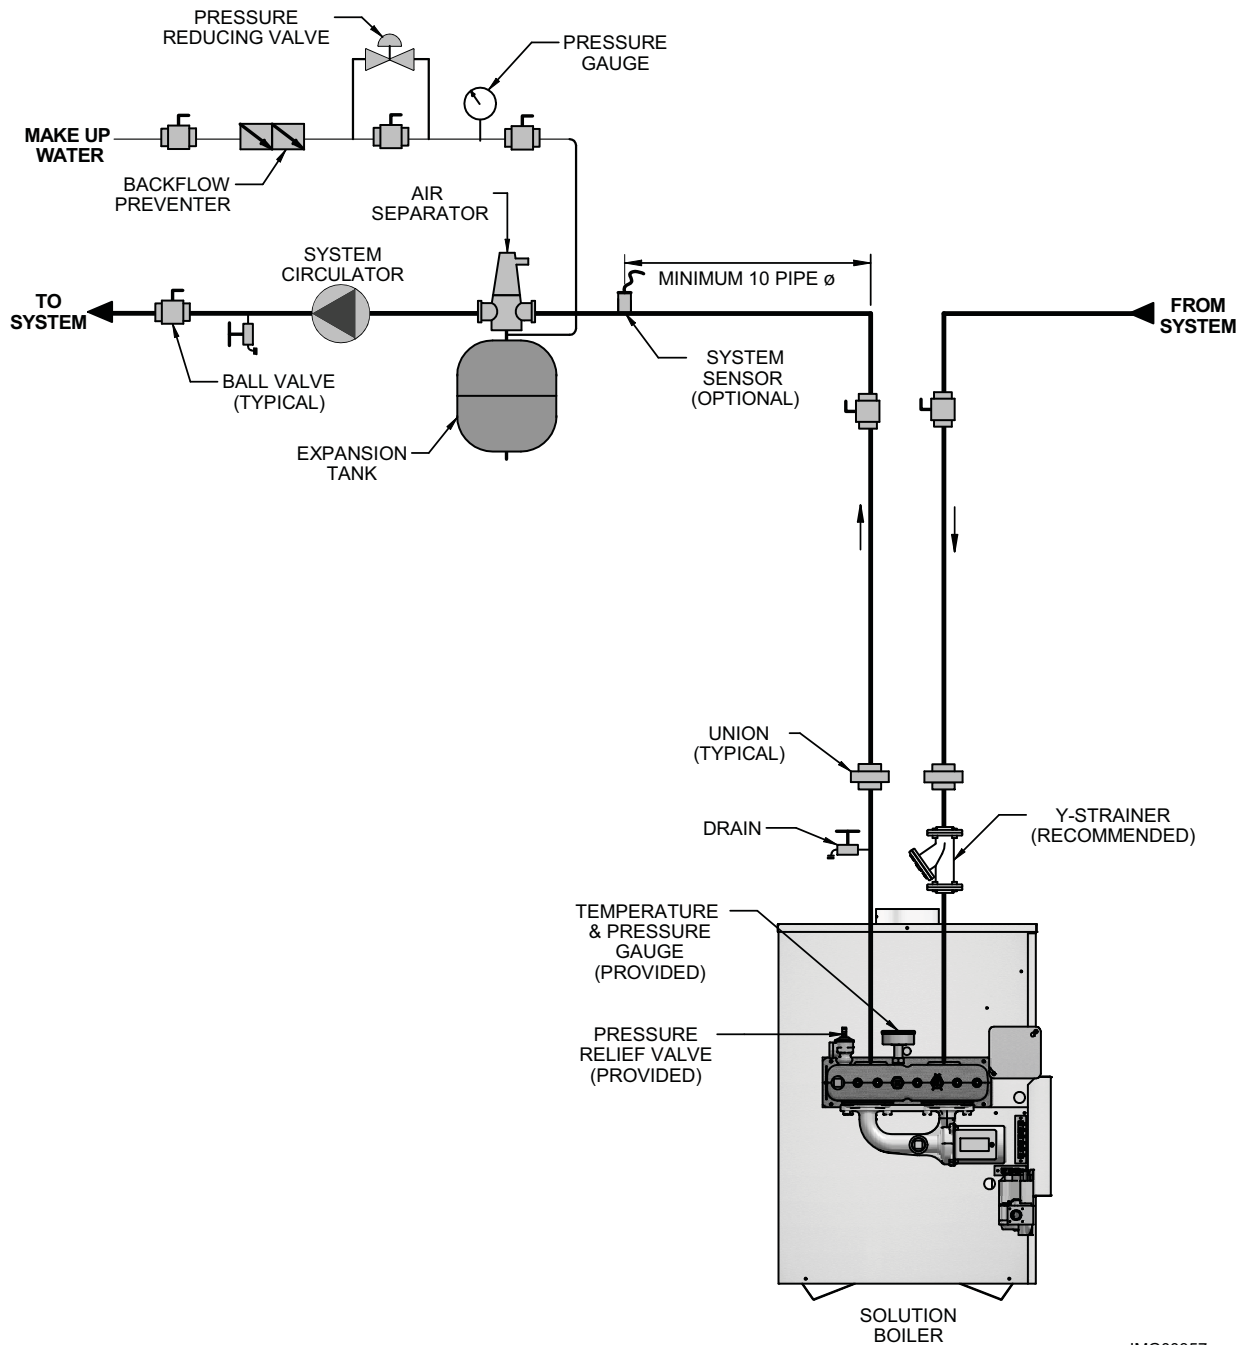 PRESSURE
REDUCING VALVE
PRESSURE
GAUGE
MAKE UP
WATER
BACKFLOW
PREVENTER
AIR
SEPARATOR
SYSTEM
CIRCULATOR
MINIMUM 10 PIPE ø
TO
SYSTEM
FROM
SYSTEM
BALL VALVE
(TYPICAL)
SYSTEM
SENSOR
(OPTIONAL)
EXPANSION
TANK
UNION
(TYPICAL)
DRAIN
Y-STRAINER
(RECOMMENDED)
TEMPERATURE
& PRESSURE
GAUGE
(PROVIDED)
PRESSURE
RELIEF VALVE
(PROVIDED)
SOLUTION
BOILER